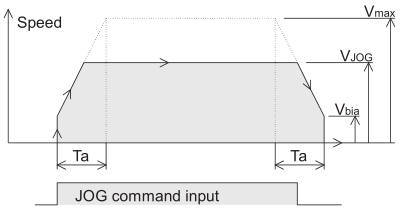 Speed
Vmax
VJOG
Vbia
Ta
Ta
JOG command input